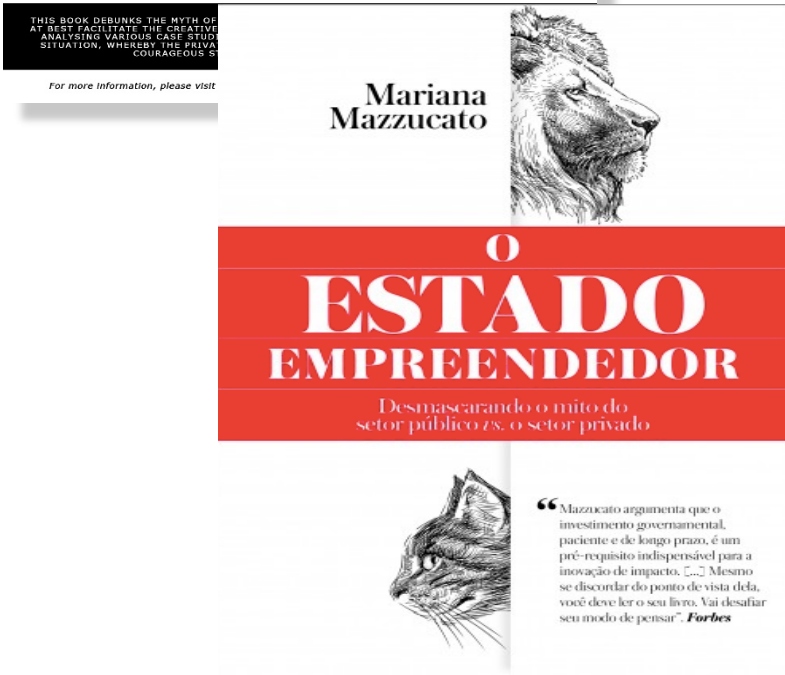 THIS BOOK DEBUNKS THE MYTH OF
AT BEST FACILITATE THE CREATIVE
ANALYSING VARIOUS CASE STUDI
SITUATION, WHEREBY THE PRIVA
COURAGEOUS ST
For more information, please visit
Mariana
Mazzucato
O
ESTADO
EMPREENDEDOR
Desmascarando o mito do
setor público vs. o setor privado
“ Mazzucato argumenta que o
investimento governamental,
paciente e de longo prazo, é um
pré-requisito indispensável para a
inovação de impacto. [...] Mesmo
se discordar do ponto de vista dela,
você deve ler o seu livro. Vai desafiar
seu modo de pensar”. Forbes